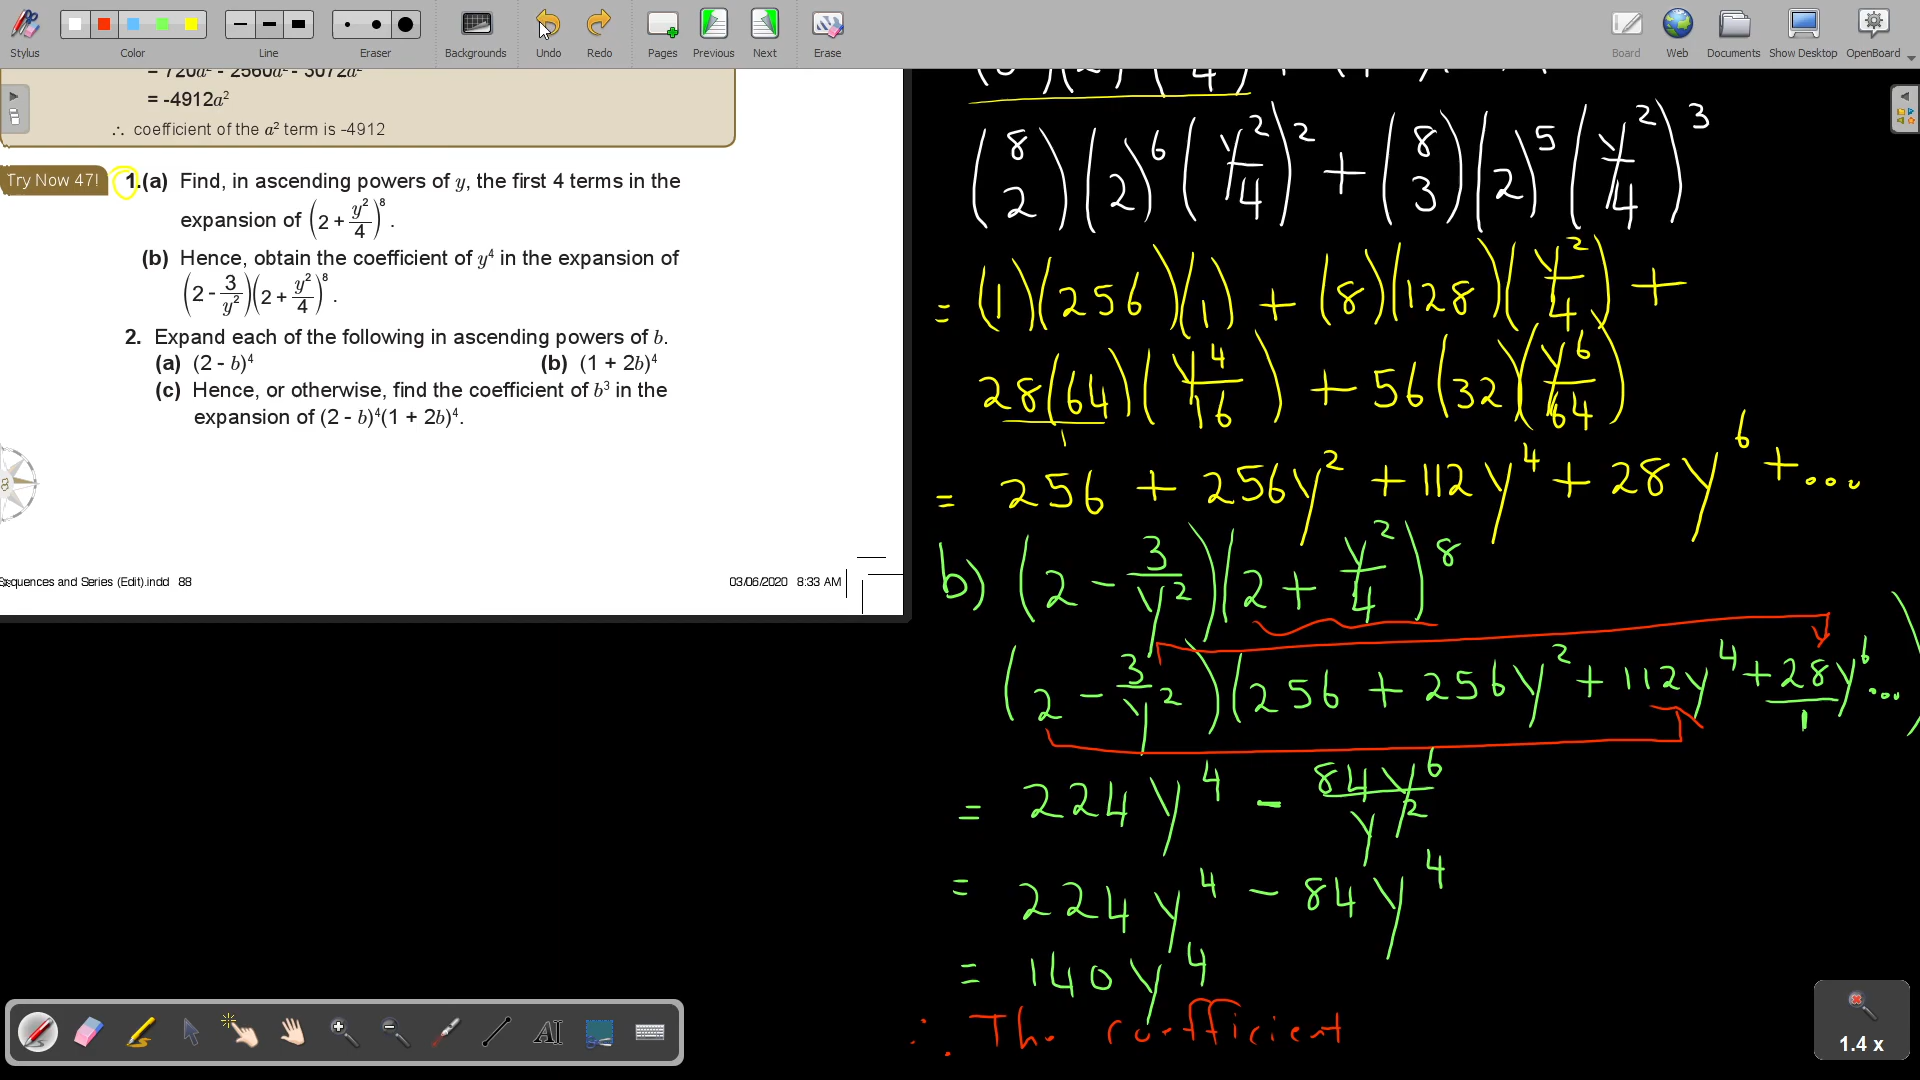 Stylus Color Line Eraser Backgrounds Undo Redo Pages Previous Next Erase Board Web Documents Show Desktop OpenBoard
= 720a² - 2560a² - 3072a²
= -4912a²
∴ coefficient of the a² term is -4912
Try Now 47!
1.(a) Find, in ascending powers of y, the first 4 terms in the
expansion of (2 + y²/4)⁸.
(b) Hence, obtain the coefficient of y⁴ in the expansion of
(2 - 3/y²)(2 + y²/4)⁸.
2. Expand each of the following in ascending powers of b.
(a) (2 - b)⁴ (b) (1 + 2b)⁴
(c) Hence, or otherwise, find the coefficient of b³ in the
expansion of (2 - b)⁴(1 + 2b)⁴.
Sequences and Series (Edit).indd 88 03/06/2020 8:33 AM
(8 2)(2)⁶(y²/4)² + (8 3)(2)⁵(y²/4)³
= (1)(256)(1) + (8)(128)(y²/4) +
28(64)(y⁴/16) + 56(32)(y⁶/64)
= 256 + 256y² + 112y⁴ + 28y⁶ + ...
b) (2 - 3/y²)(2 + y²/4)⁸
(2 - 3/y²)(256 + 256y² + 112y⁴ + 28y⁶ ...)
= 224y⁴ - 84y⁶/y²
= 224y⁴ - 84y⁴
= 140y⁴
∴ The coefficient
1.4 x